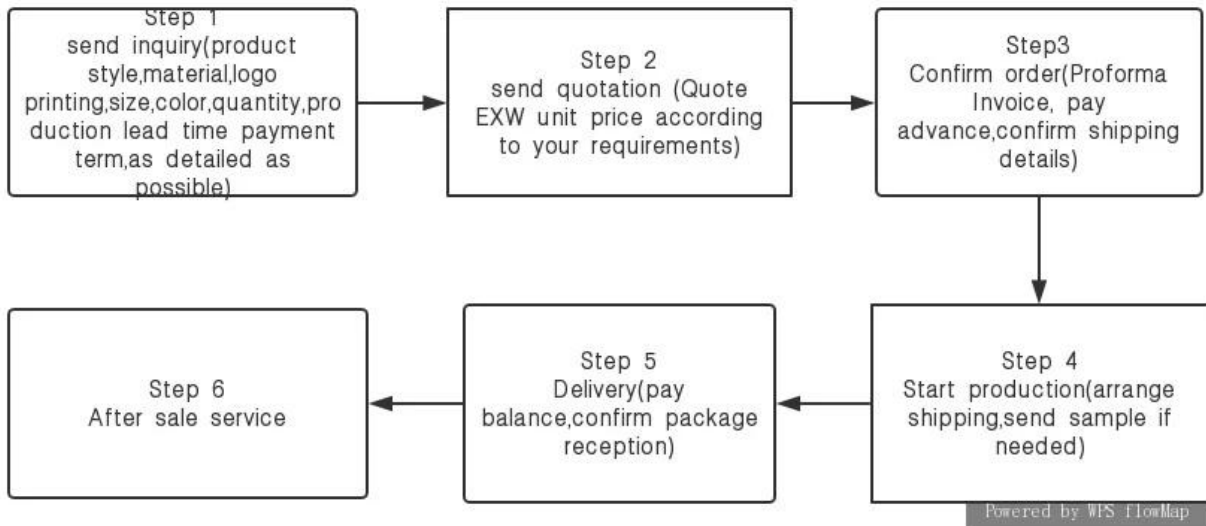 Step 1
send inquiry(product
style,material,logo
printing,size,color,quantity,pro
duction lead time payment
term,as detailed as
possible)
Step 2
send quotation (Quote
EXW unit price according
to your requirements)
Step3
Confirm order(Proforma
Invoice, pay
advance,confirm shipping
details)
Step 4
Start production(arrange
shipping,send sample if
needed)
Step 5
Delivery(pay
balance,confirm package
reception)
Step 6
After sale service
Powered by WPS flowMap